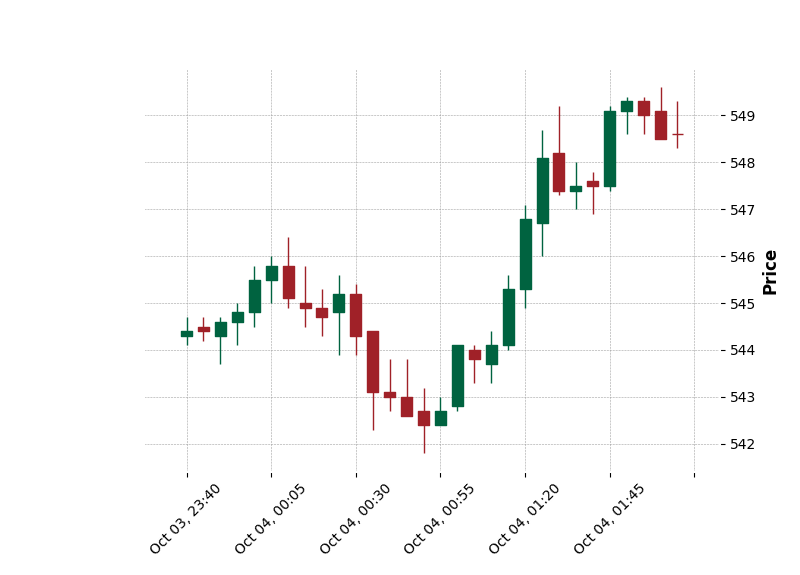 549
548
547
546
545
544
543
542
Price
Oct 03, 23:40
Oct 04, 00:05
Oct 04, 00:30
Oct 04, 00:55
Oct 04, 01:20
Oct 04, 01:45